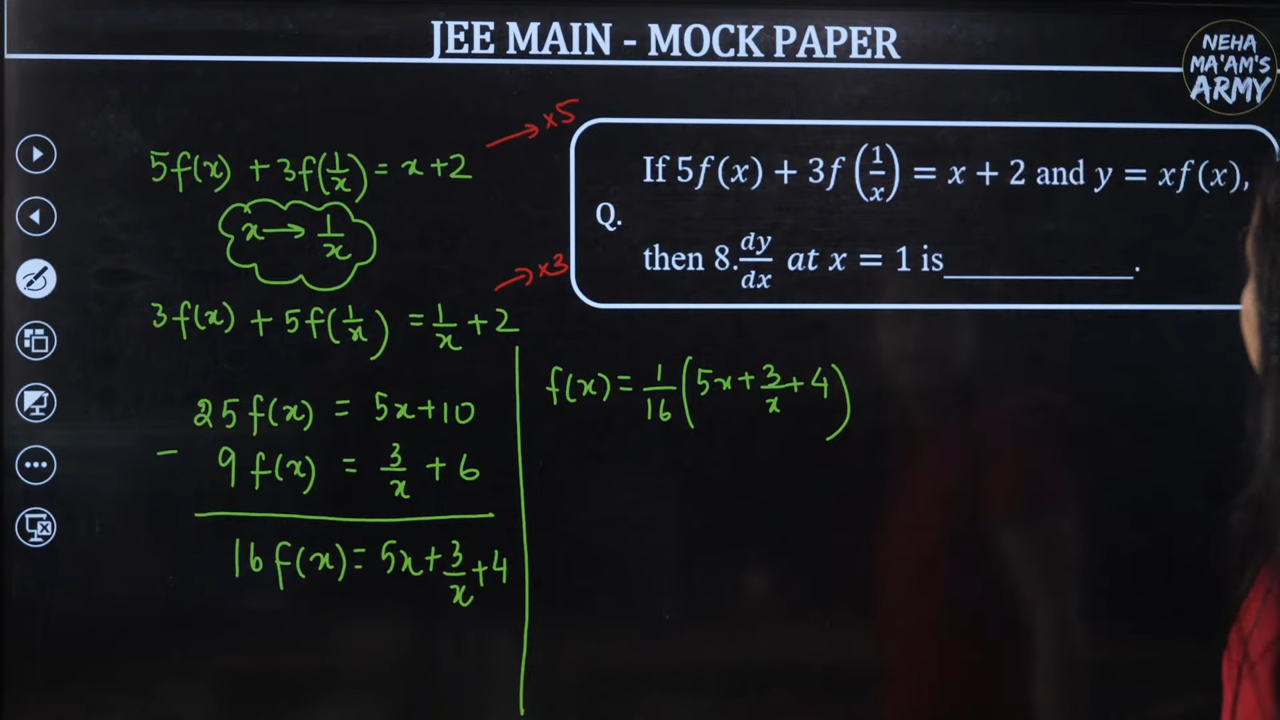 JEE MAIN - MOCK PAPER
NEHA
MA'AM'S
ARMY
5f(x) + 3f(1/x) = x+2 → ×5
x → 1/x
3f(x) + 5f(1/x) = 1/x + 2 → ×3
25f(x) = 5x+10
- 9f(x) = 3/x + 6
16f(x) = 5x + 3/x + 4
If 5f(x) + 3f(1/x) = x + 2 and y = xf(x),
Q.
then 8.dy/dx at x = 1 is____________.
f(x) = 1/16(5x + 3/x + 4)